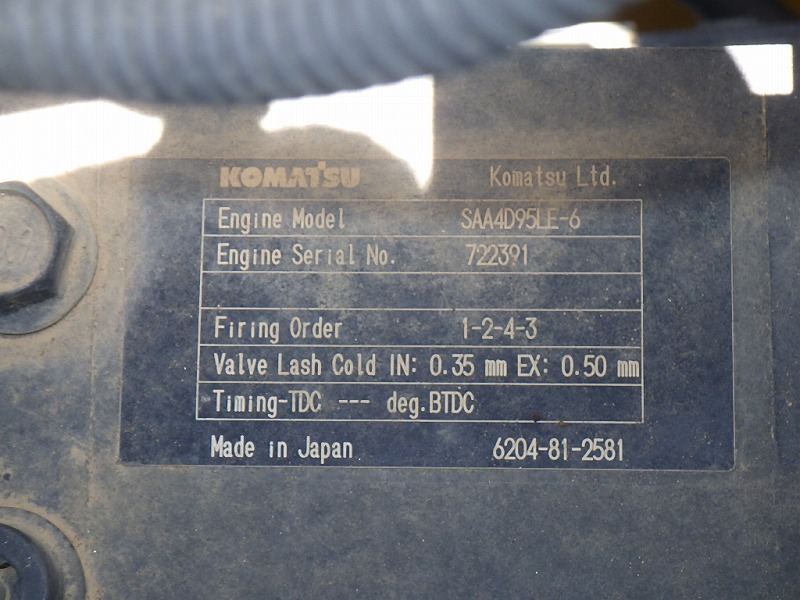 KOMATSU Komatsu Ltd.
Engine Model SAA4D95LE-6
Engine Serial No. 722391
Firing Order 1-2-4-3
Valve Lash Cold IN: 0.35 mm EX: 0.50 mm
Timing-TDC --- deg.BTDC
Made in Japan 6204-81-2581